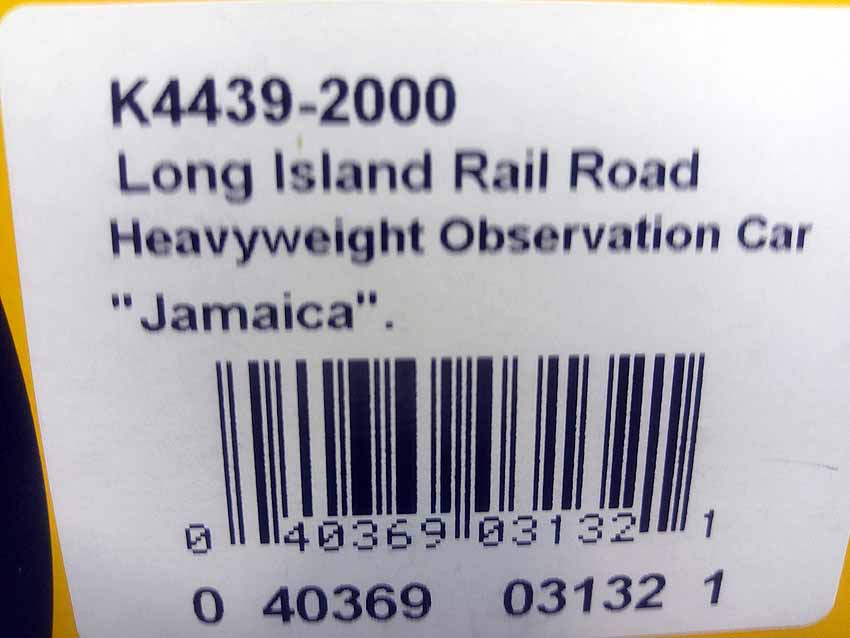 K4439-2000
Long Island Rail Road
Heavyweight Observation Car
"Jamaica".
0 40369 03132 1
0 40369 03132 1